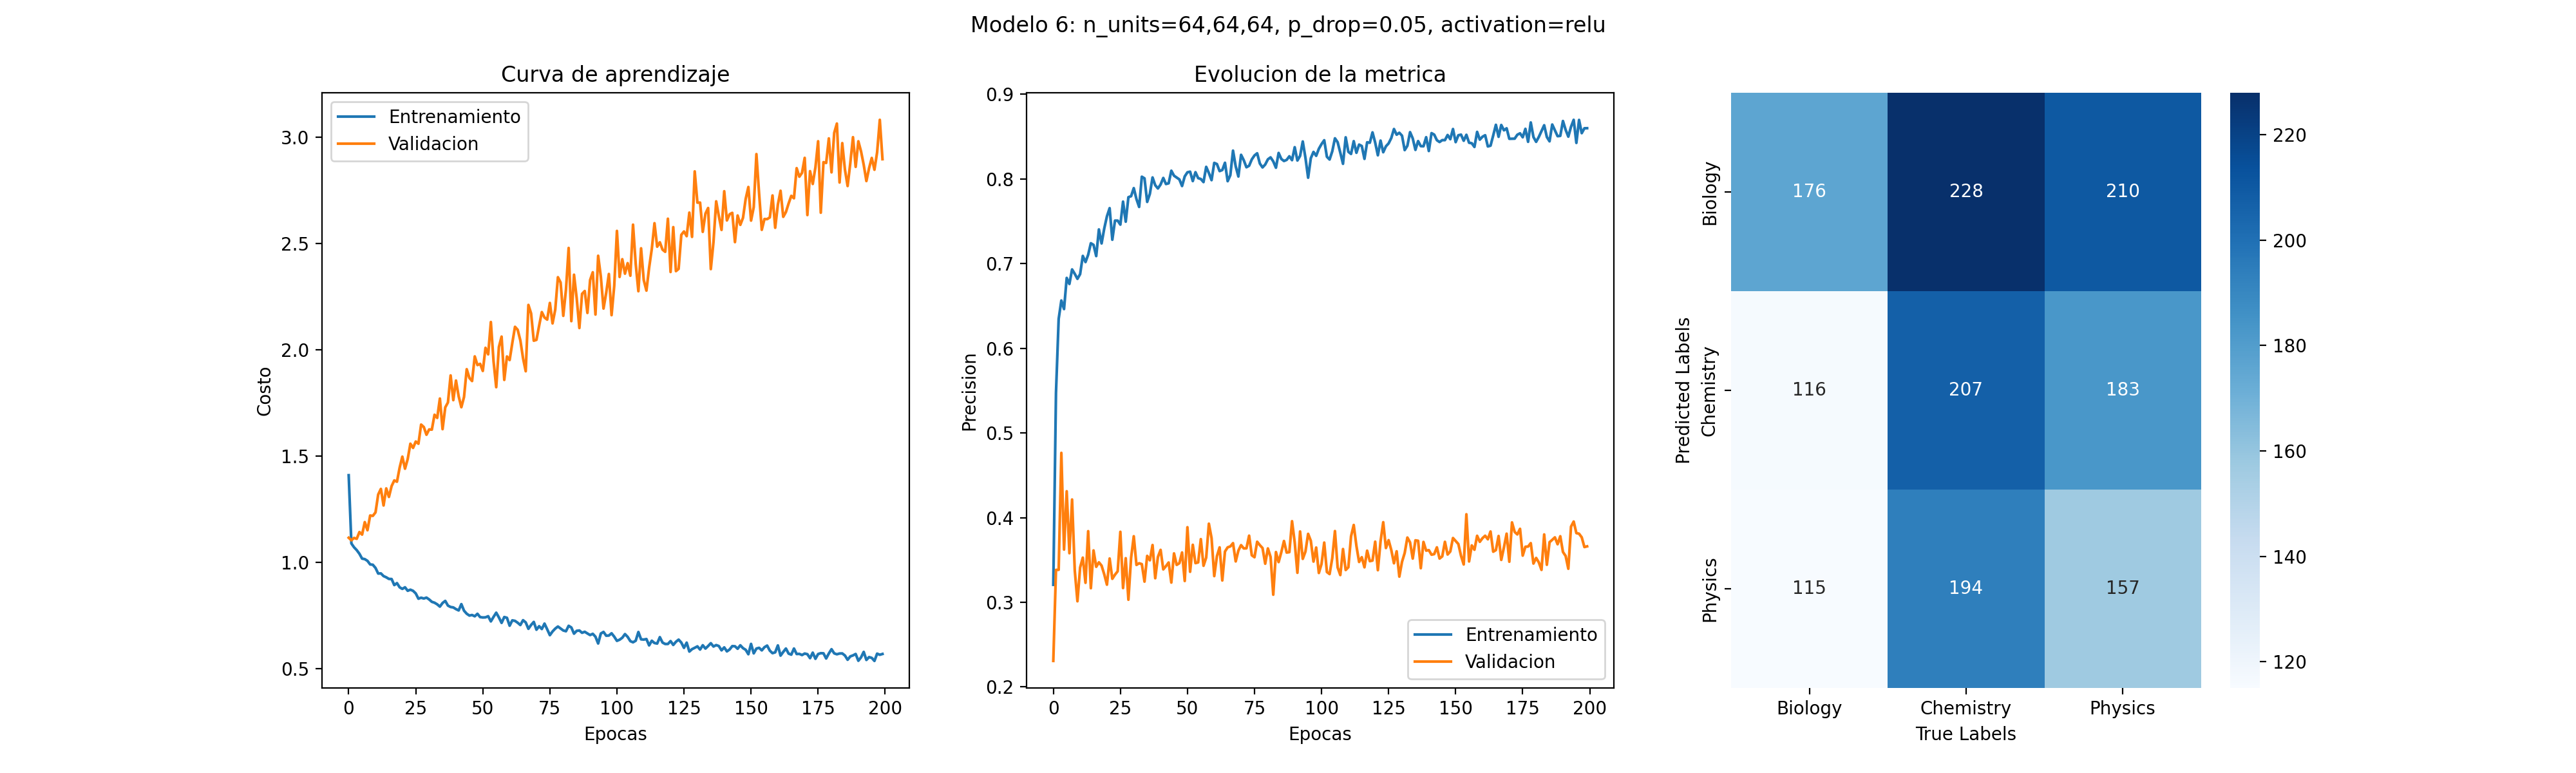 Modelo 6: n_units=64,64,64, p_drop=0.05, activation=relu
Curva de aprendizaje
Entrenamiento
Validacion
3.0
2.5
2.0
1.5
1.0
0.5
Costo
0 25 50 75 100 125 150 175 200
Epocas
Evolucion de la metrica
0.9
0.8
0.7
0.6
0.5
0.4
0.3
0.2
Precision
Entrenamiento
Validacion
0 25 50 75 100 125 150 175 200
Epocas
Predicted Labels
Biology
176 228 210
Chemistry
116 207 183
Physics
115 194 157
Biology Chemistry Physics
True Labels
220
200
180
160
140
120